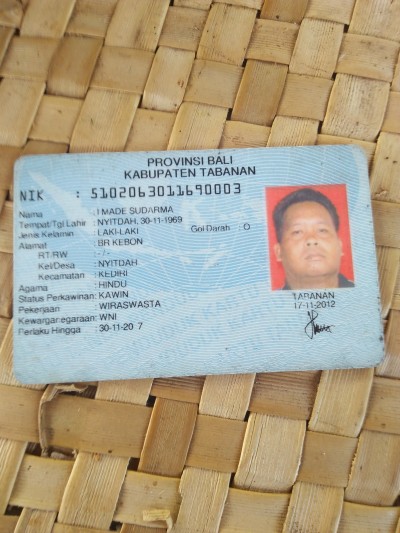 PROVINSI BALI
KABUPATEN TABANAN
NIK : 5102063011690003
Nama : I MADE SUDARMA
Tempat/Tgl Lahir : NYITDAH, 30-11-1969
Jenis Kelamin : LAKI-LAKI Gol Darah : O
Alamat : BR KEBON
RT/RW : - / -
Kel/Desa : NYITDAH
Kecamatan : KEDIRI
Agama : HINDU
Status Perkawinan: KAWIN
Pekerjaan : WIRASWASTA
Kewarganegaraan: WNI
Berlaku Hingga : 30-11-20 7
TABANAN
17-11-2012